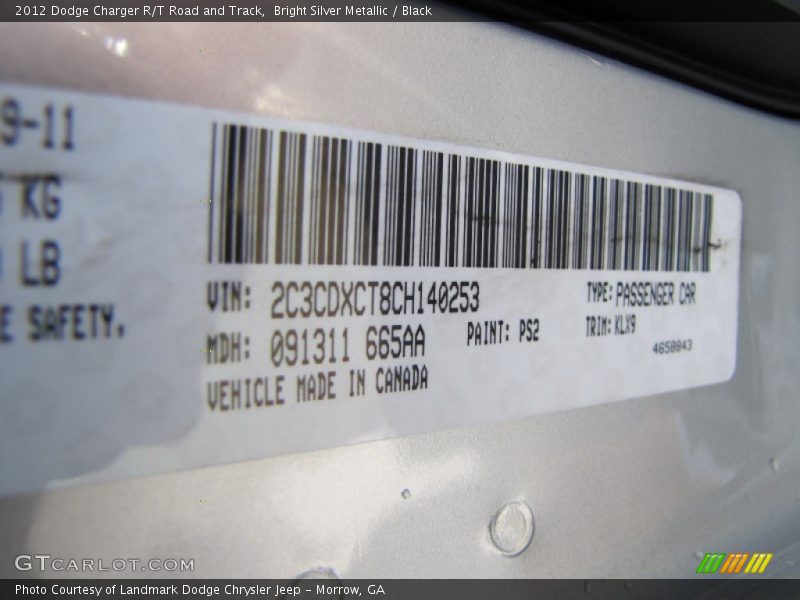 2012 Dodge Charger R/T Road and Track, Bright Silver Metallic / Black
9-11
KG
LB
E SAFETY.
VIN: 2C3CDXCT8CH140253
TYPE: PASSENGER CAR
MDH: 091311 665AA
PAINT: PS2
TRIM: KLX9
VEHICLE MADE IN CANADA
4658843
GTCARLOT.COM
Photo Courtesy of Landmark Dodge Chrysler Jeep - Morrow, GA